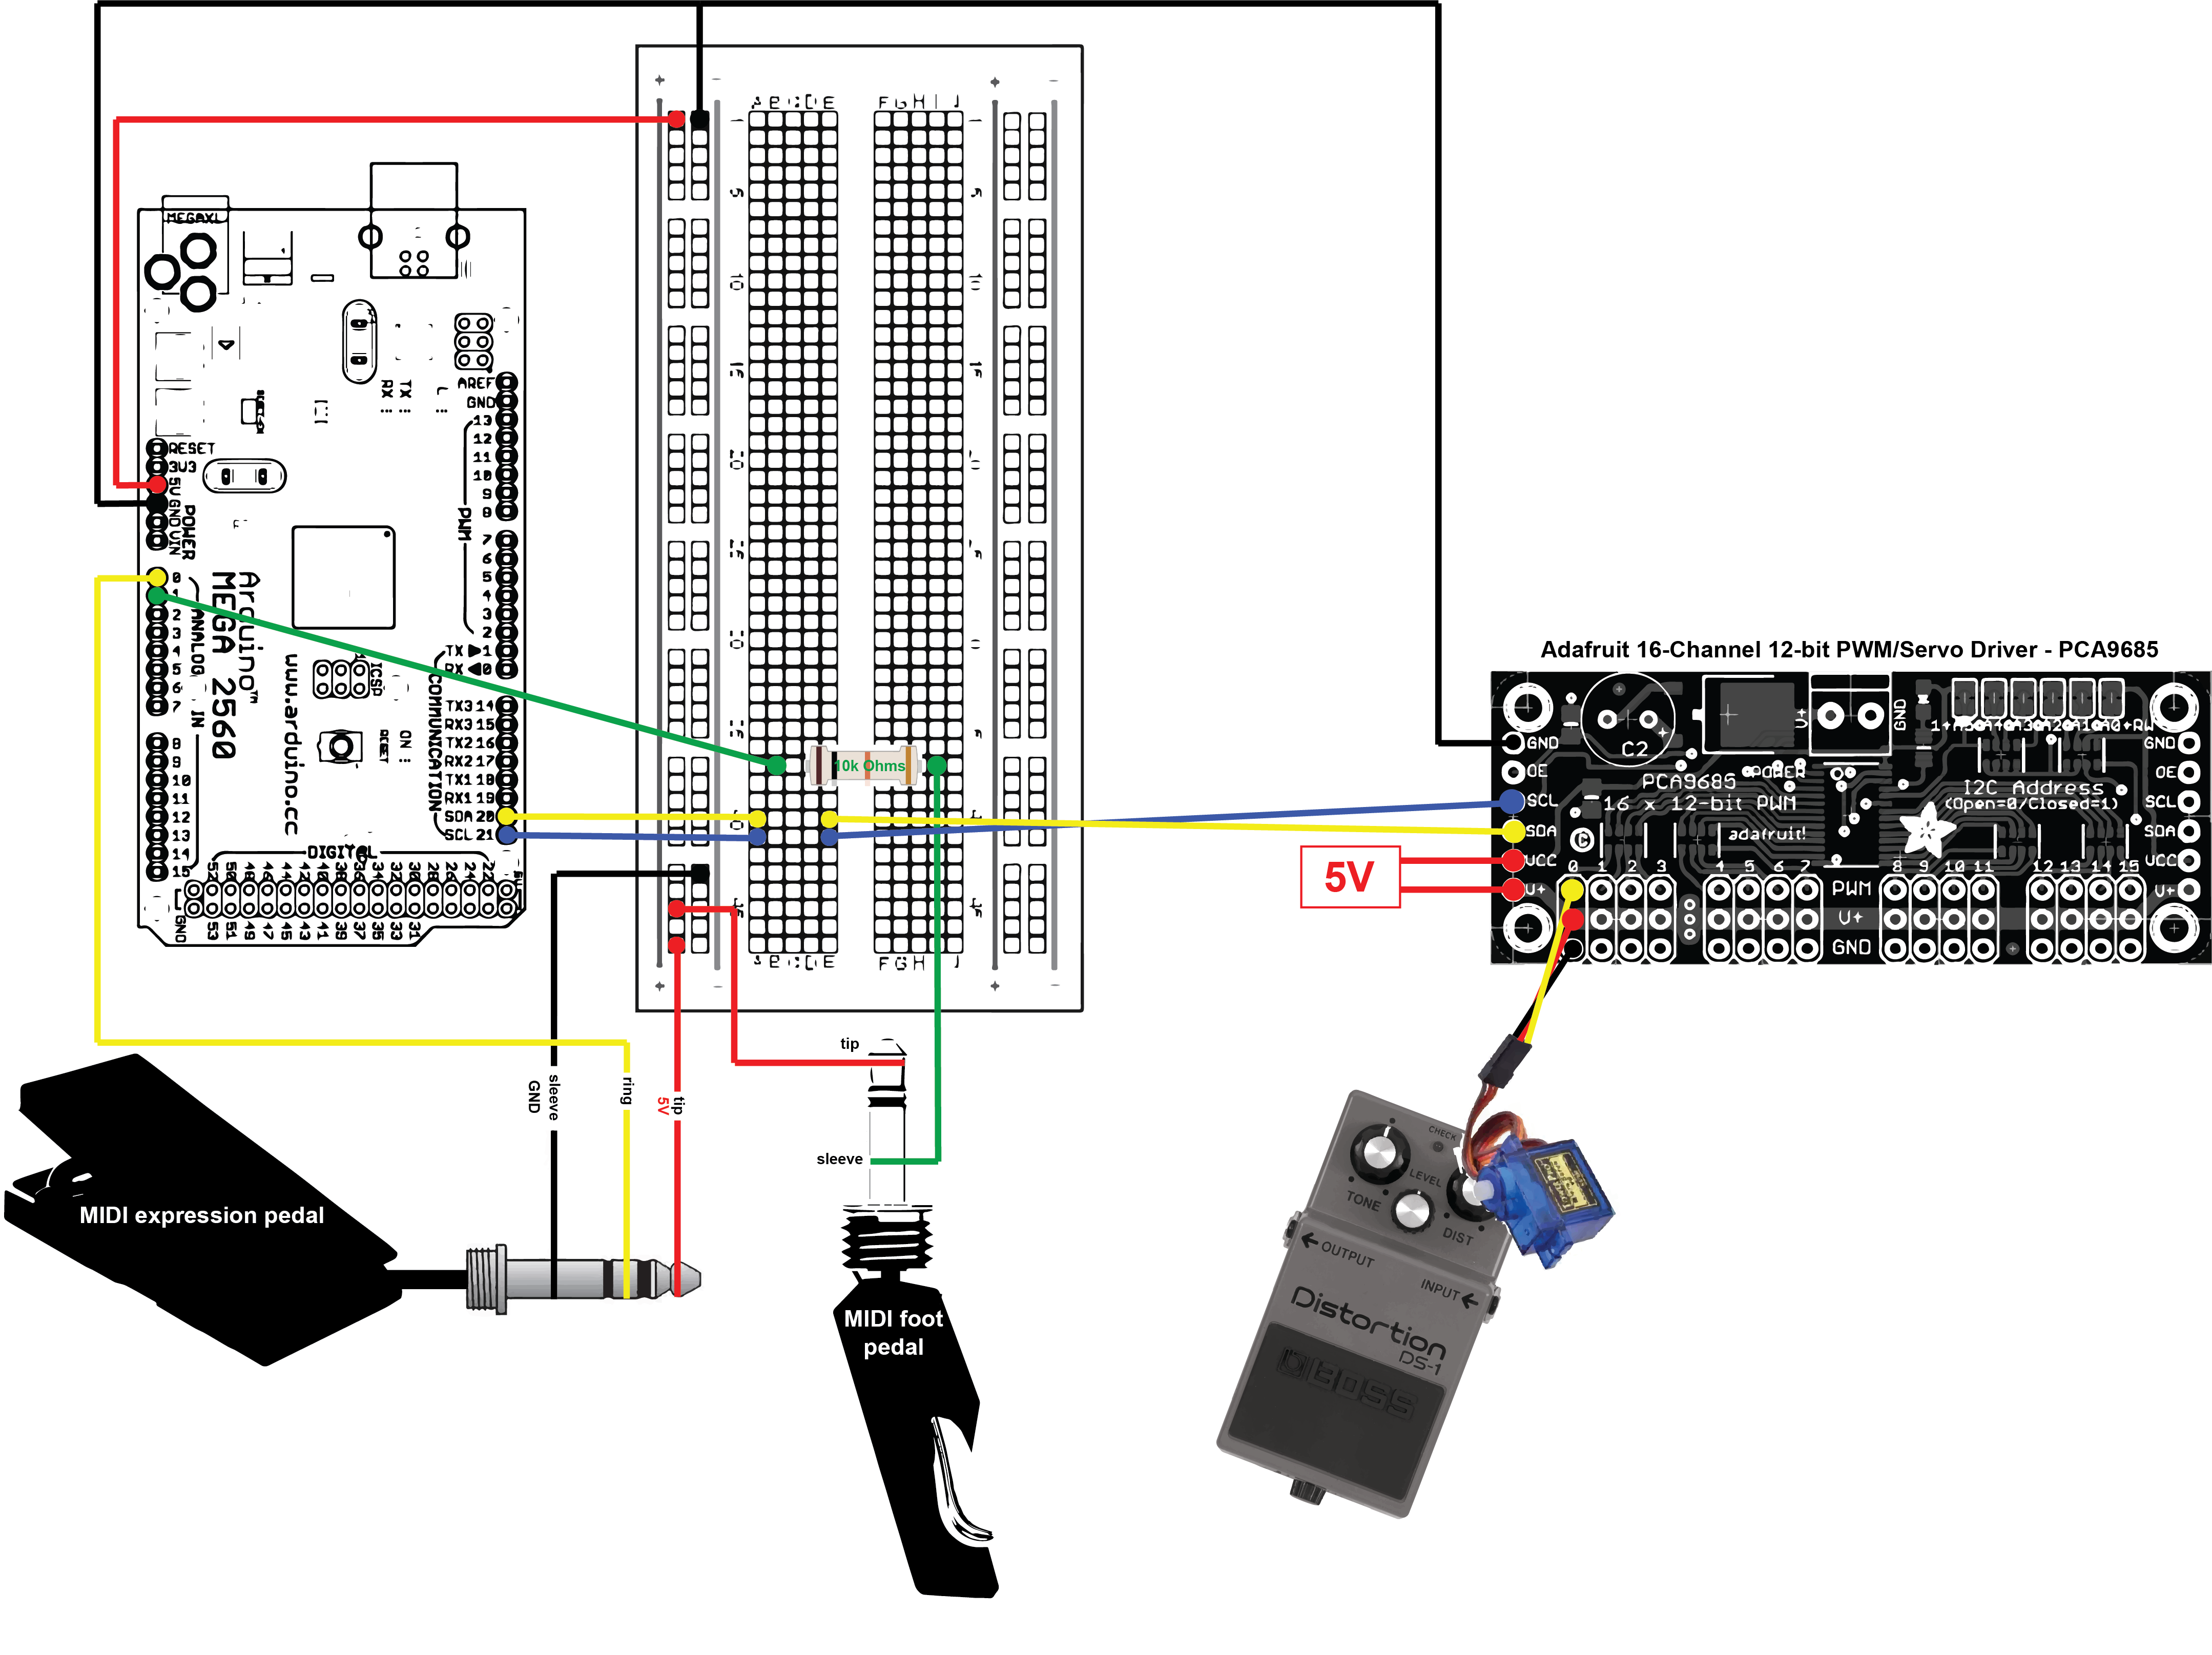 + − + −
A B C D E F G H I J
1 1
5 5
10 10
15
20
30
MEGAXL
RX TX L
AREF
GND
13
12
11
10
9
8
7
6
5
4
3
2
TX ▶ 1
RX ◀ 0
PWM
RESET
3V3
5V
GND
VIN
POWER
0
1
2
3
4
5
6
7
8
9
10
11
12
13
14
15
ANALOG IN
Arduino™
MEGA 2560
www.arduino.cc
ICSP
RESET
ON
COMMUNICATION
TX3 14
RX3 15
TX2 16
RX2 17
TX1 18
RX1 19
SDA 20
SCL 21
DIGITAL
52 50 48 46 44 42 40 38 36 34 32 30 28 26 24 22 5V
GND 53 51 49 47 45 43 41 39 37 35 33 31
10k Ohms
A B C D E F G H J
+ − + −
Adafruit 16-Channel 12-bit PWM/Servo Driver - PCA9685
C2
V+
GND
GND
OE
SCL
SDA
VCC
V+
PCA9685
16 x 12-bit PWM
POWER
I2C Address
(Open=0/Closed=1)
adafruit!
GND
OE
SCL
SDA
VCC
V+
0 1 2 3 4 5 6 7 8 9 10 11 12 13 14 15
PWM
V+
GND
5V
tip
sleeve
GND
sleeve
ring
tip
5V
MIDI expression pedal
MIDI foot
pedal
CHECK
LEVEL
TONE
DIST
OUTPUT
INPUT
Distortion
DS-1
BOSS